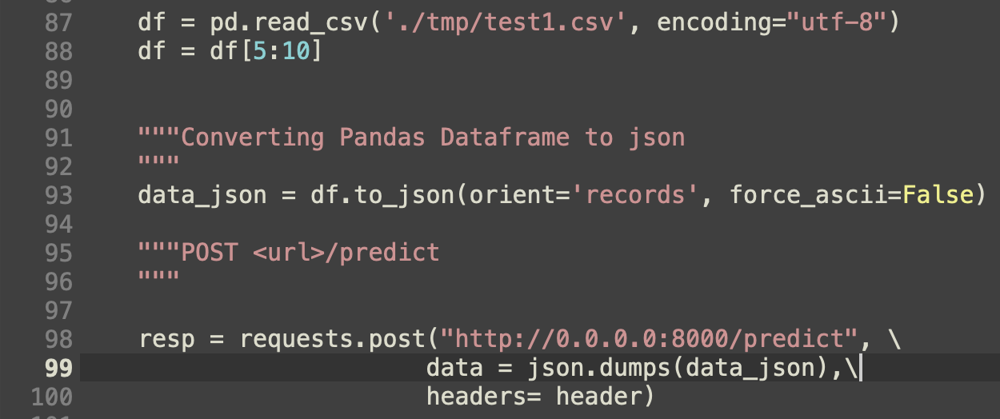 87 df = pd.read_csv('./tmp/test1.csv', encoding="utf-8")
88 df = df[5:10]
89
90
91 """Converting Pandas Dataframe to json
92 """
93 data_json = df.to_json(orient='records', force_ascii=False)
94
95 """POST <url>/predict
96 """
97
98 resp = requests.post("http://0.0.0.0:8000/predict", \
99 data = json.dumps(data_json),\
100 headers= header)